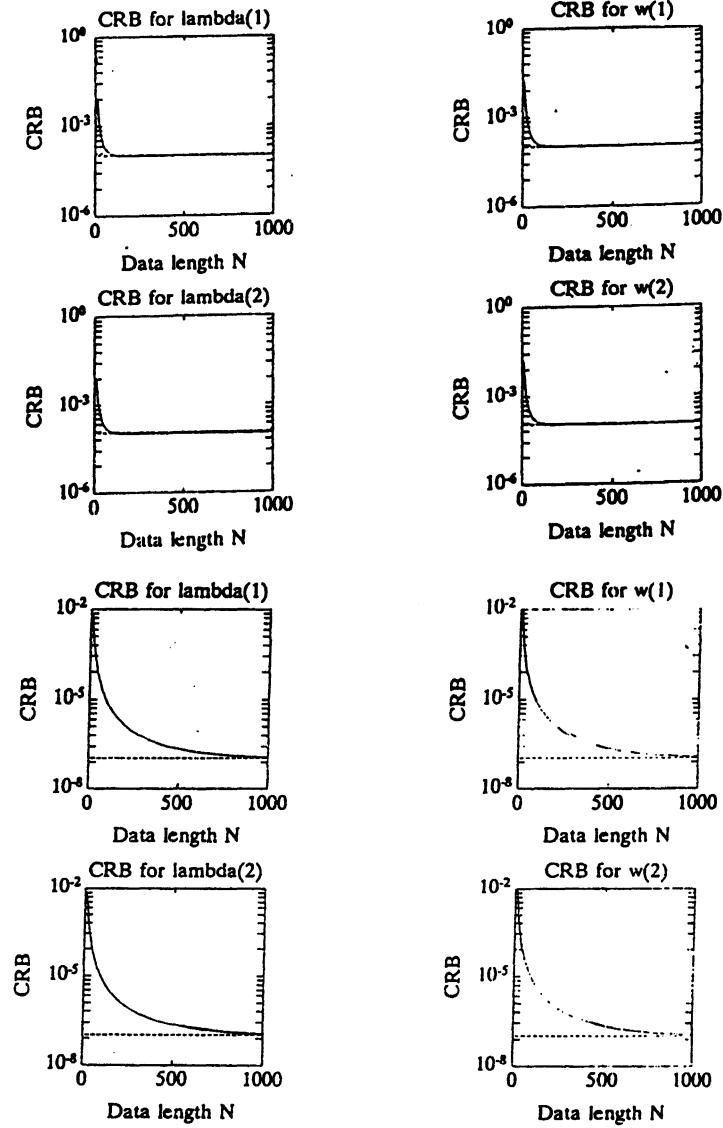 CRB for lambda(1)
10⁰
10⁻³
10⁻⁶
CRB
0 500 1000
Data length N
CRB for w(1)
10⁰
10⁻³
10⁻⁶
CRB
0 500 1000
Data length N
CRB for lambda(2)
10⁰
10⁻³
10⁻⁶
CRB
0 500 1000
Data length N
CRB for w(2)
10⁰
10⁻³
10⁻⁶
CRB
0 500 1000
Data length N
CRB for lambda(1)
10⁻²
10⁻⁵
10⁻⁸
CRB
0 500 1000
Data length N
CRB for w(1)
10⁻²
10⁻⁵
10⁻⁸
CRB
0 500 1000
Data length N
CRB for lambda(2)
10⁻²
10⁻⁵
10⁻⁸
CRB
0 500 1000
Data length N
CRB for w(2)
10⁻²
10⁻⁵
10⁻⁸
CRB
0 500 1000
Data length N